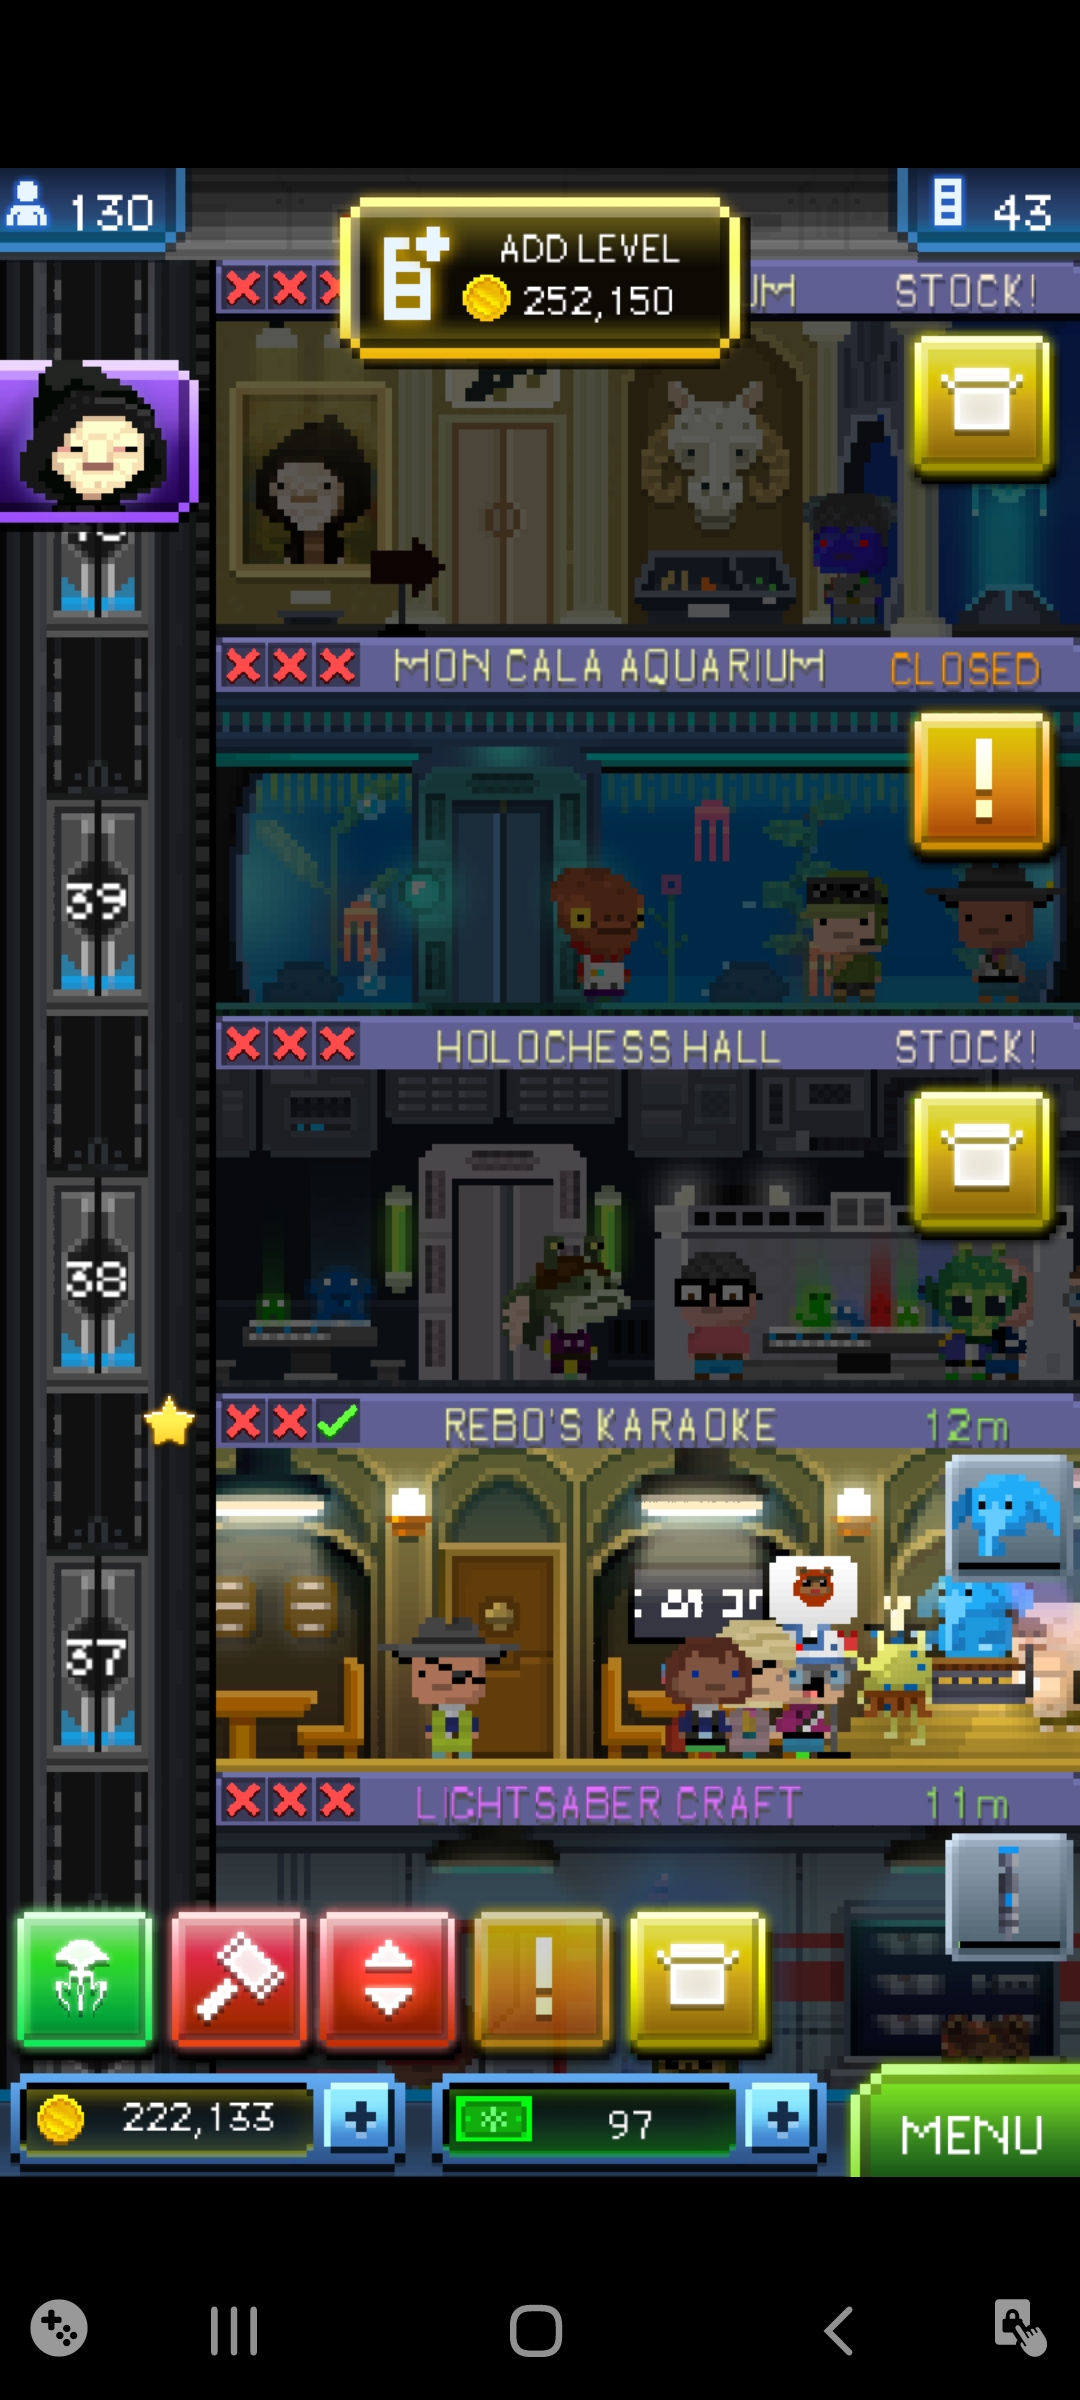 130
ADD LEVEL
252,150
43
UM
STOCK!
MON CALA AQUARIUM
CLOSED
39
HOLOCHESS HALL
STOCK!
38
REBO'S KARAOKE
12m
37
LIGHTSABER CRAFT
11m
222,133
97
MENU